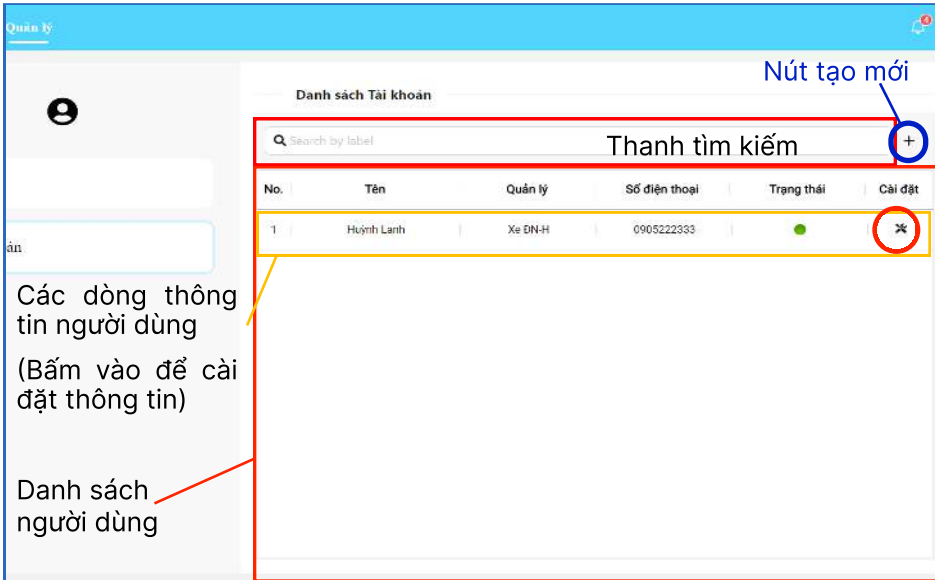 Quản lý
4
Nút tạo mới
Danh sách Tài khoản
Search by label
Thanh tìm kiếm
+
No. Tên Quản lý Số điện thoại Trạng thái Cài đặt
1 Huỳnh Lanh Xe ĐN-H 0905222333
ản
Các dòng thông
tin người dùng
(Bấm vào để cài
đặt thông tin)
Danh sách
người dùng